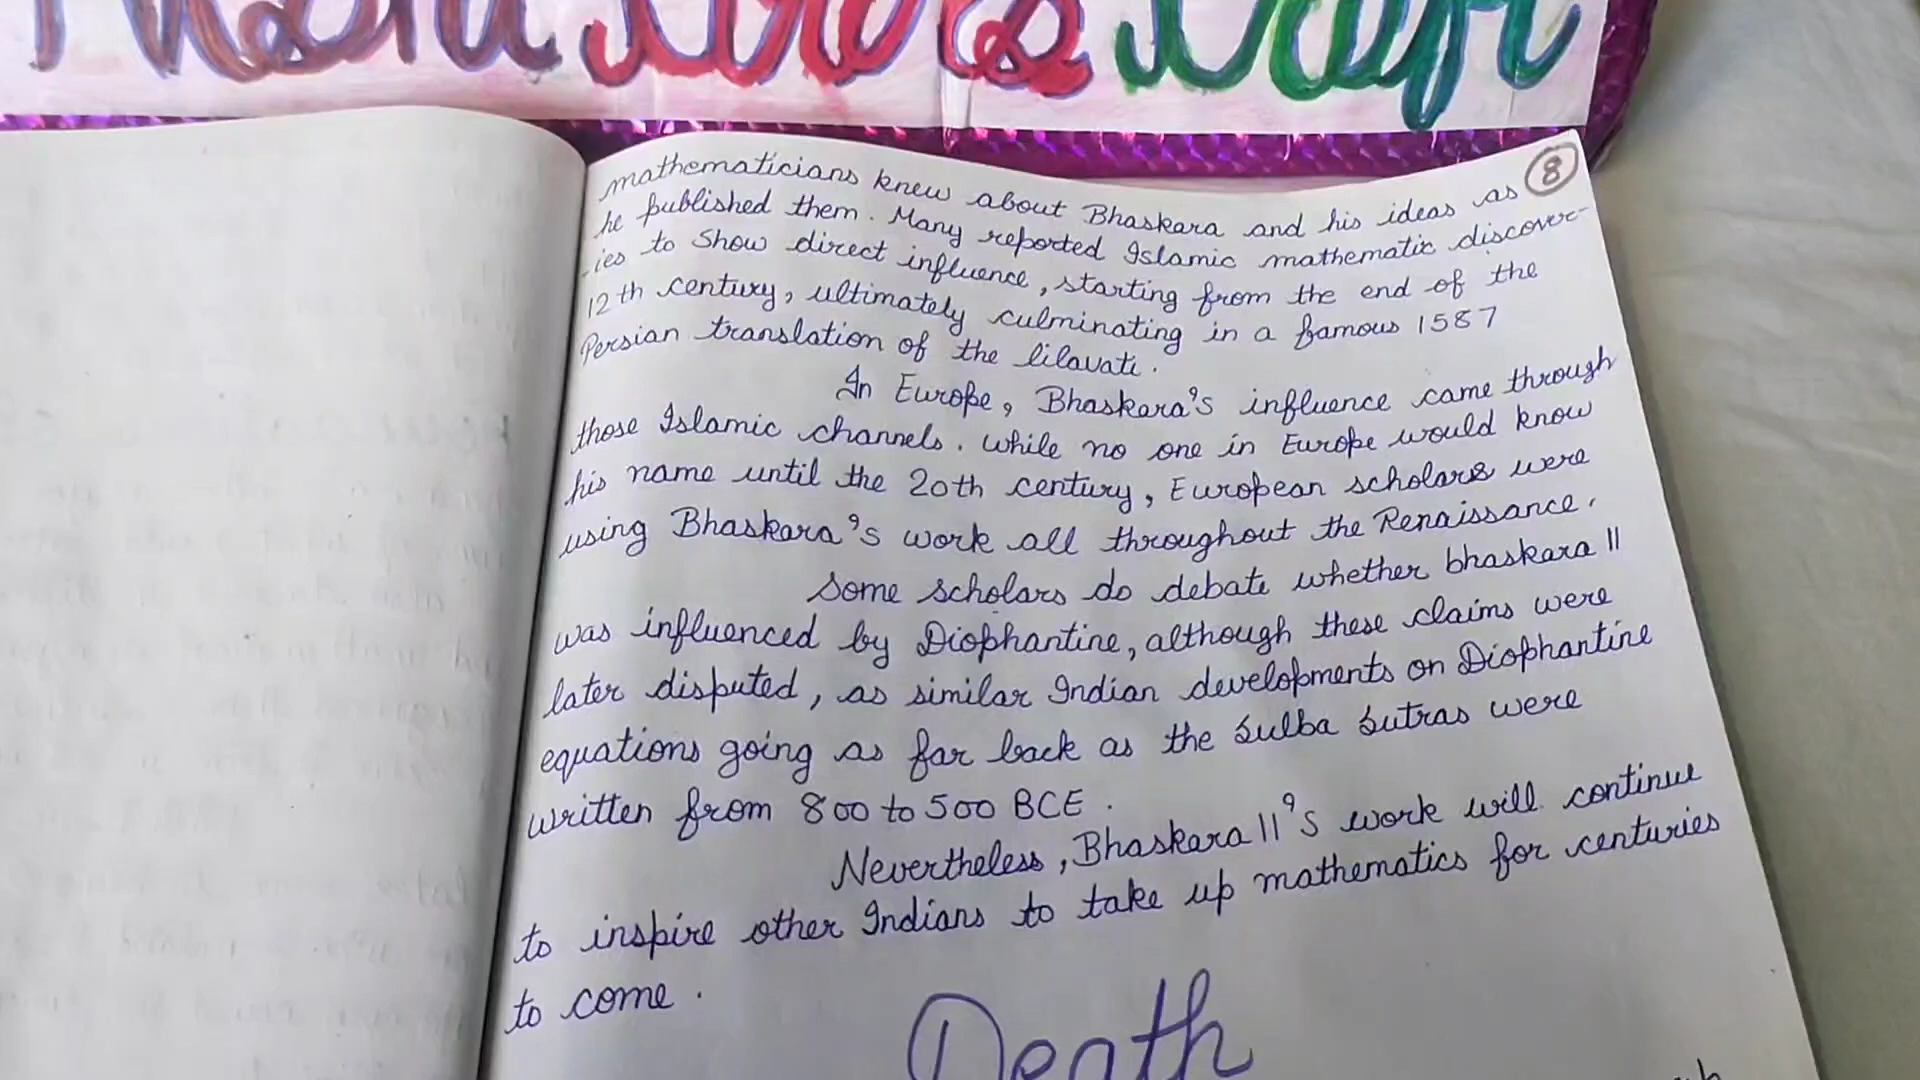 8
mathematicians knew about Bhaskara and his ideas as
he published them. Many reported Islamic mathematic discover-
-ies to Show direct influence, starting from the end of the
12th century, ultimately culminating in a famous 1587
Persian translation of the lilavati.
In Europe, Bhaskara's influence came through
those Islamic channels. While no one in Europe would know
his name until the 20th century, European scholars were
using Bhaskara's work all throughout the Renaissance.
Some scholars do debate whether bhaskara II
was influenced by Diophantine, although these claims were
later disputed, as similar Indian developments on Diophantine
equations going as far back as the Śulba Śutras were
written from 800 to 500 BCE.
Nevertheless, Bhaskara II's work will continue
to inspire other Indians to take up mathematics for centuries
to come.
Death